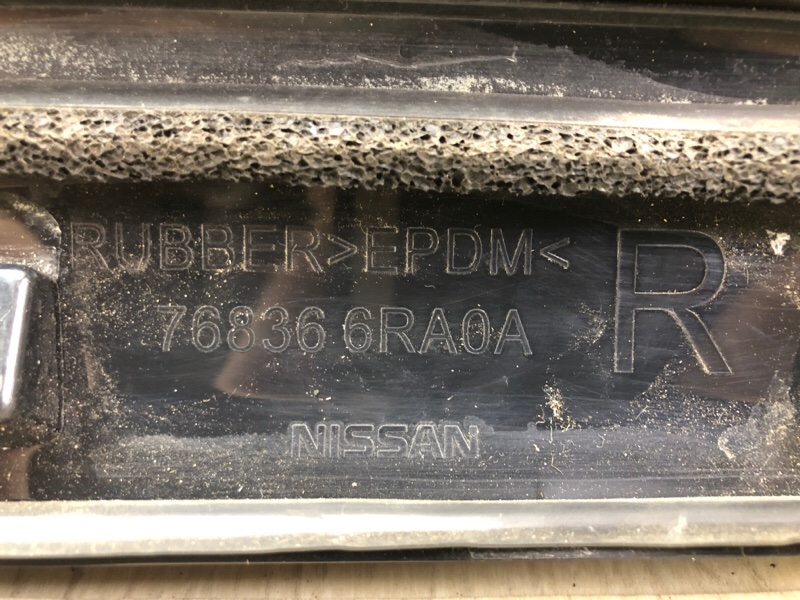 RUBBER>EPDM<
76836 6RA0A
NISSAN
R